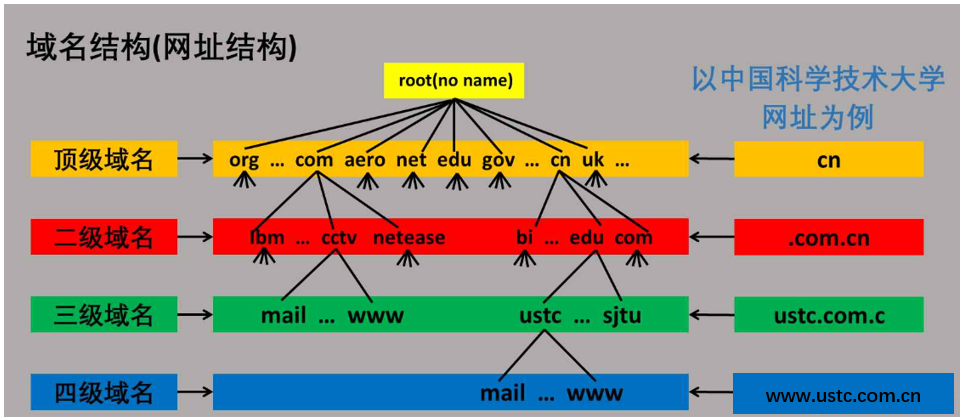 域名结构(网址结构)
root(no name)
以中国科学技术大学
网址为例
顶级域名 org ... com aero net edu gov ... cn uk ... cn
二级域名 Ibm ... cctv netease bi ... edu com .com.cn
三级域名 mail ... www ustc ... sjtu ustc.com.c
四级域名 mail ... www www.ustc.com.cn